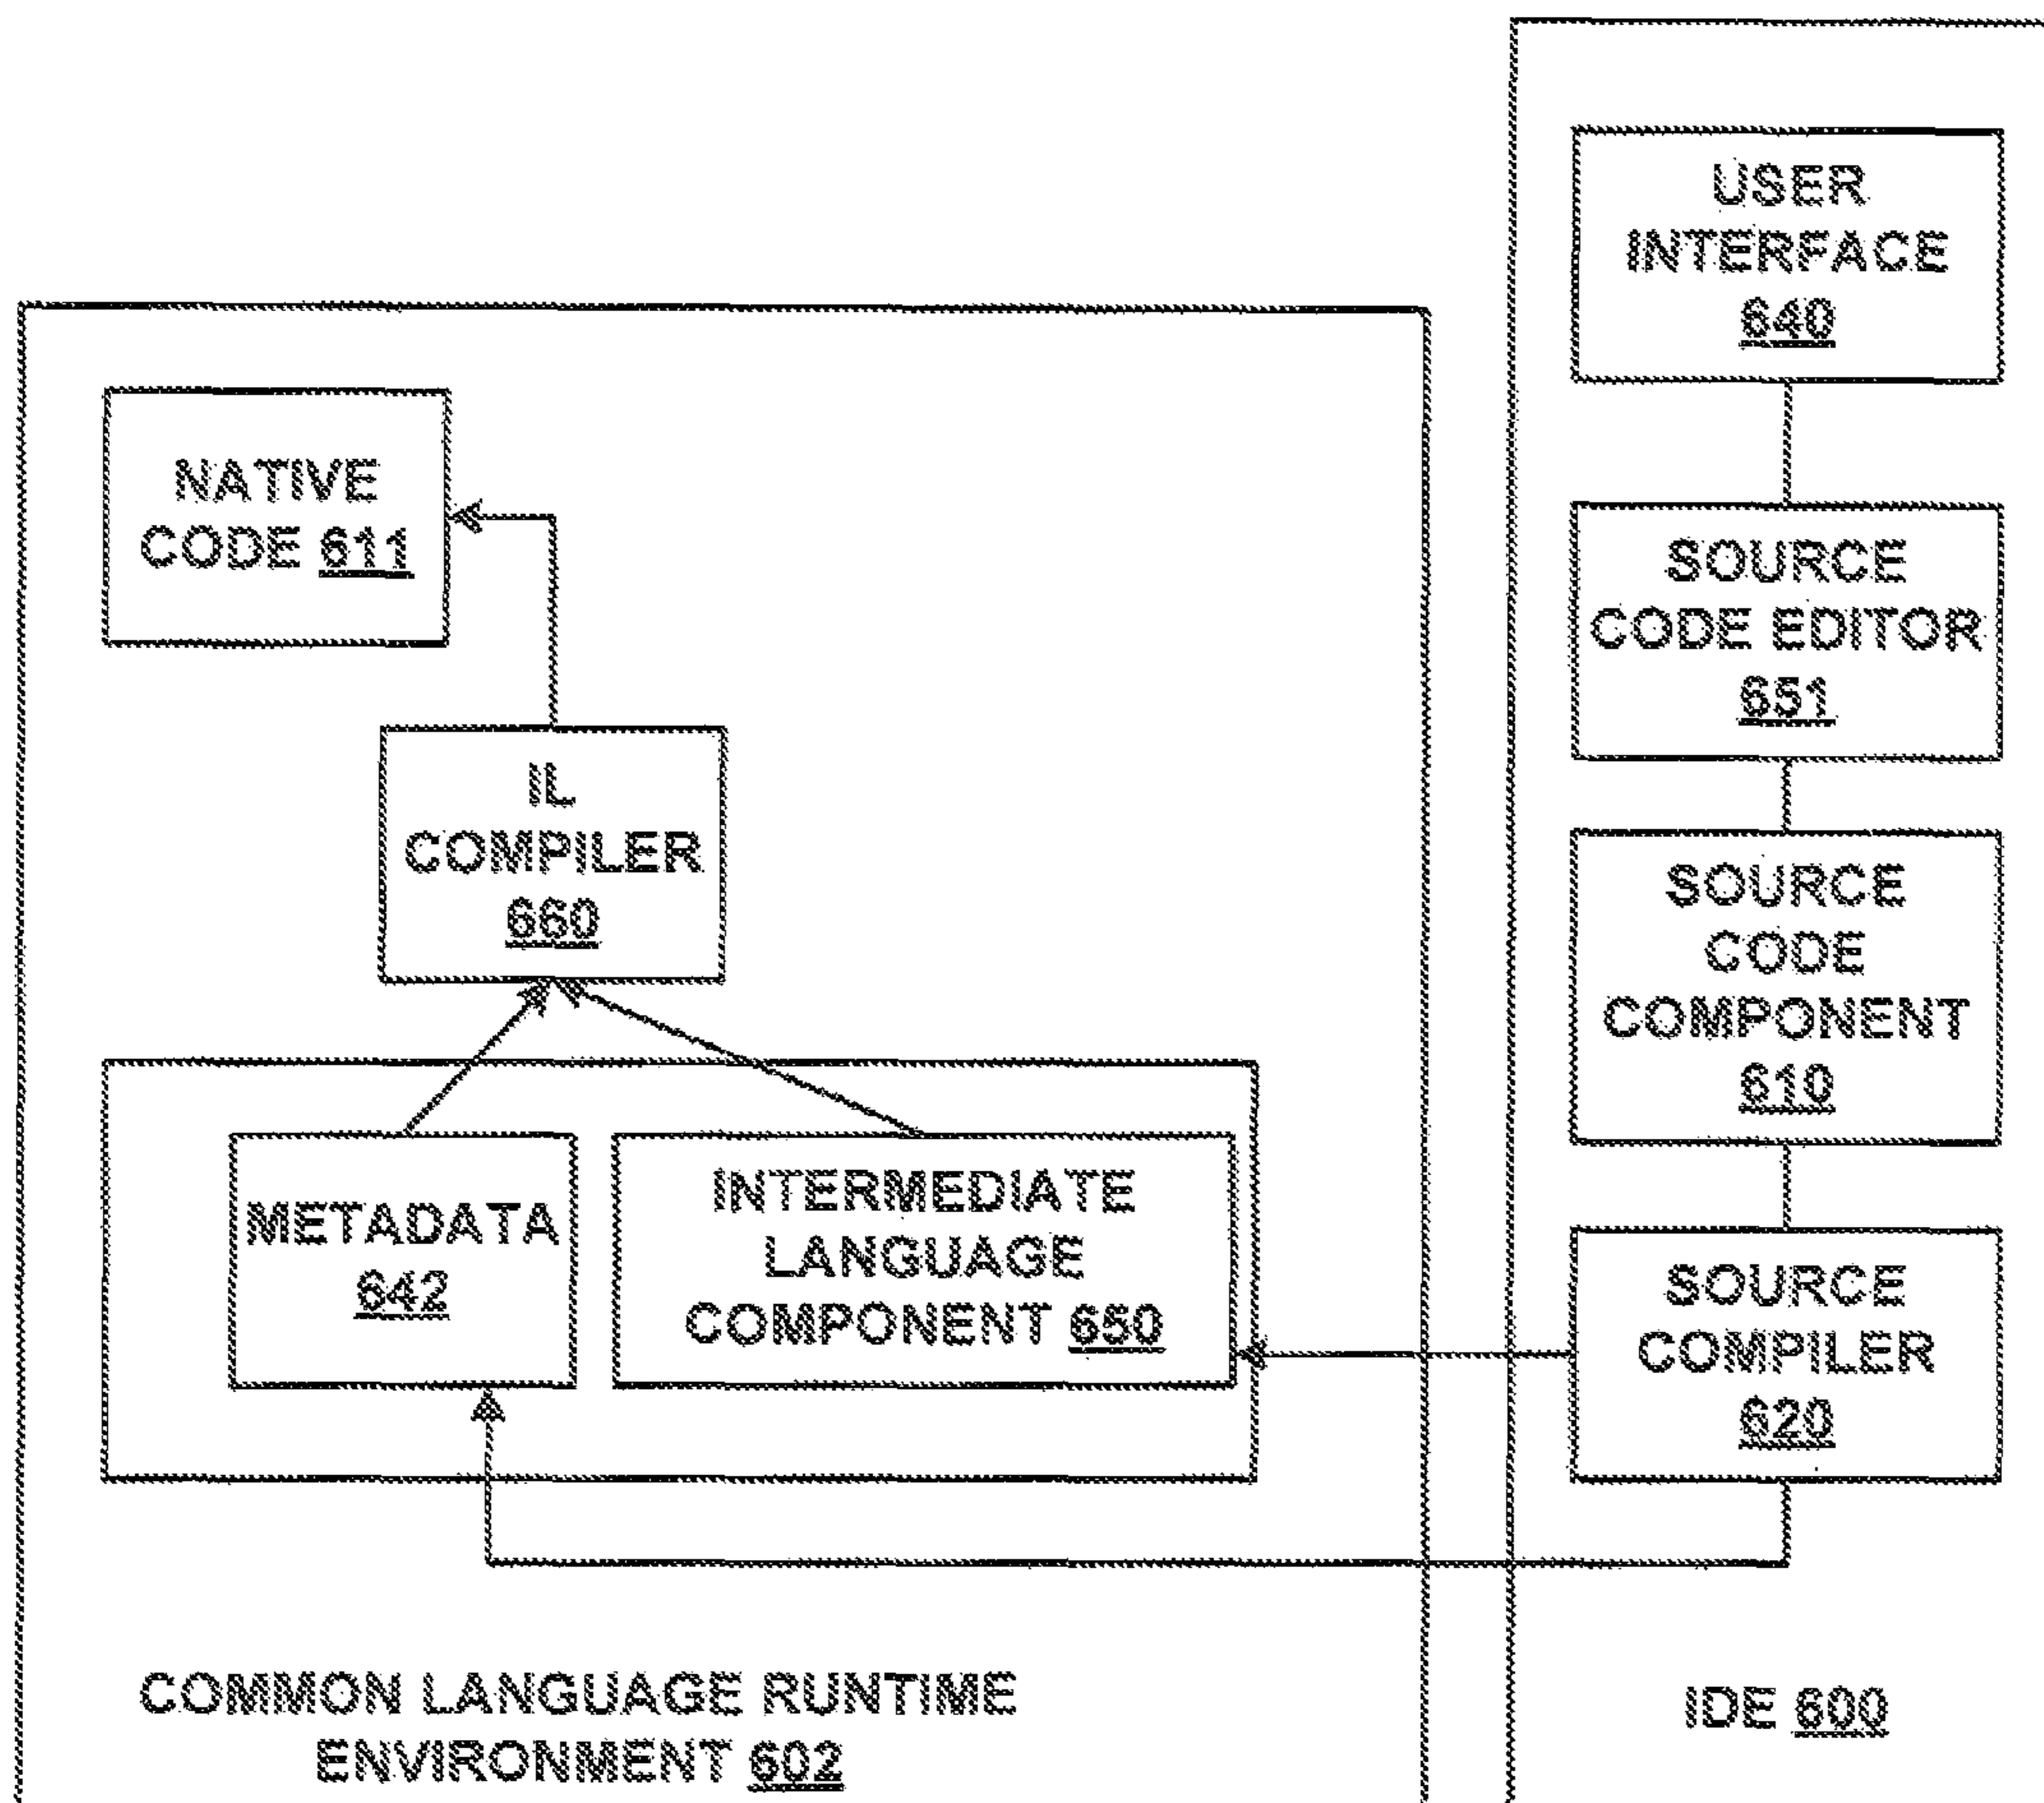 USER
INTERFACE
640
NATIVE
CODE 611
SOURCE
CODE EDITOR
651
IL
COMPILER
660
SOURCE
CODE
COMPONENT
610
METADATA
642
INTERMEDIATE
LANGUAGE
COMPONENT 650
SOURCE
COMPILER
620
COMMON LANGUAGE RUNTIME
ENVIRONMENT 602
IDE 600